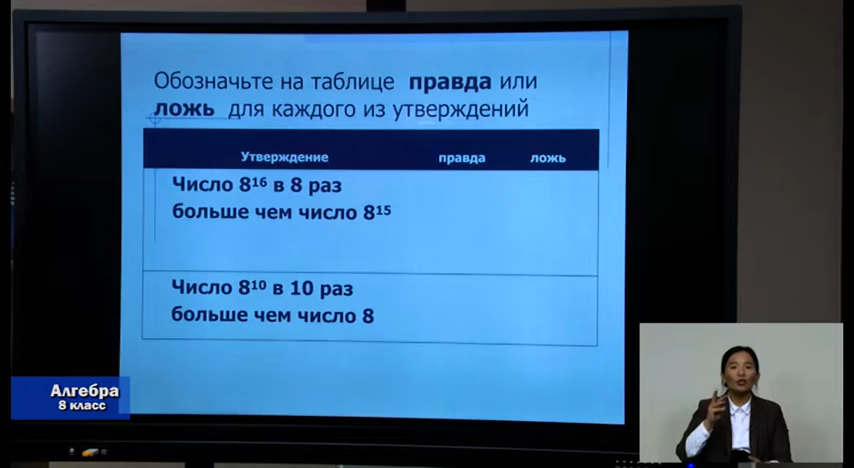 Обозначьте на таблице правда или
ложь для каждого из утверждений
Утверждение правда ложь
Число 8¹⁶ в 8 раз
больше чем число 8¹⁵
Число 8¹⁰ в 10 раз
больше чем число 8
Алгебра
8 класс